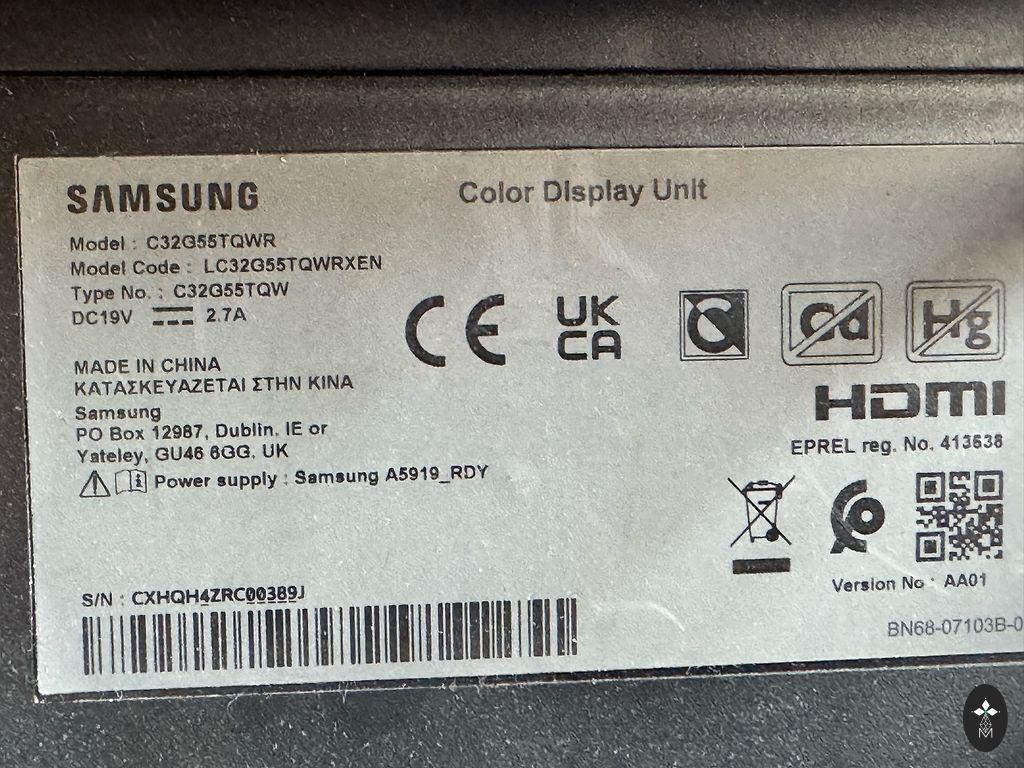 SAMSUNG
Color Display Unit
Model : C32G55TQWR
Model Code : LC32G55TQWRXEN
Type No. : C32G55TQW
DC19V 2.7A
CE
UK
CA
Cd
Hg
MADE IN CHINA
ΚΑΤΑΣΚΕΥΑΖΕΤΑΙ ΣΤΗΝ ΚΙΝΑ
Samsung
PO Box 12987, Dublin. IE or
Yateley, GU46 6GG, UK
Power supply : Samsung A5919_RDY
HDMI
EPREL reg. No. 413638
Version No : AA01
S/N : CXHQH4ZRC00389J
BN68-07103B-0
M